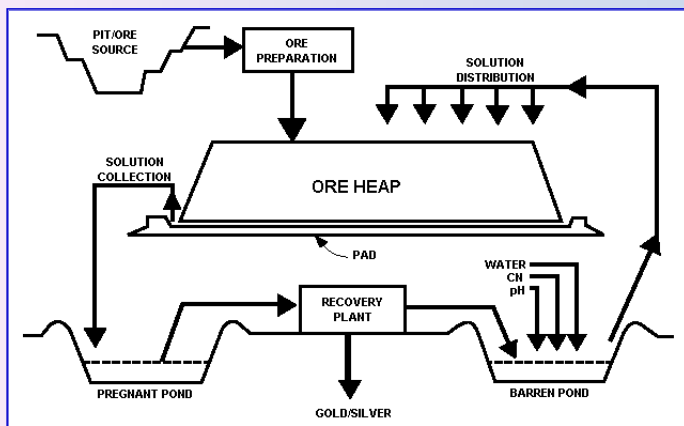 PIT/ORE
SOURCE
ORE
PREPARATION
SOLUTION
DISTRIBUTION
SOLUTION
COLLECTION
ORE HEAP
PAD
WATER
CN
pH
RECOVERY
PLANT
PREGNANT POND
BARREN POND
GOLD/SILVER